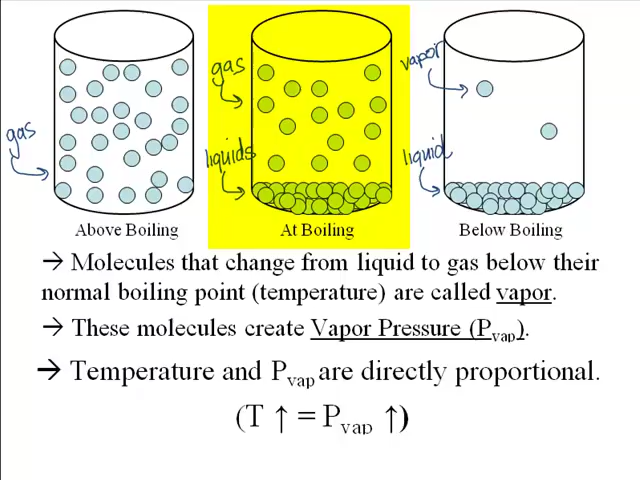 gas
gas
liquids
vapor
liquid
Above Boiling
At Boiling
Below Boiling
→ Molecules that change from liquid to gas below their
normal boiling point (temperature) are called vapor.
→ These molecules create Vapor Pressure (Pvap).
→ Temperature and Pvap are directly proportional.
(T ↑ = Pvap ↑)